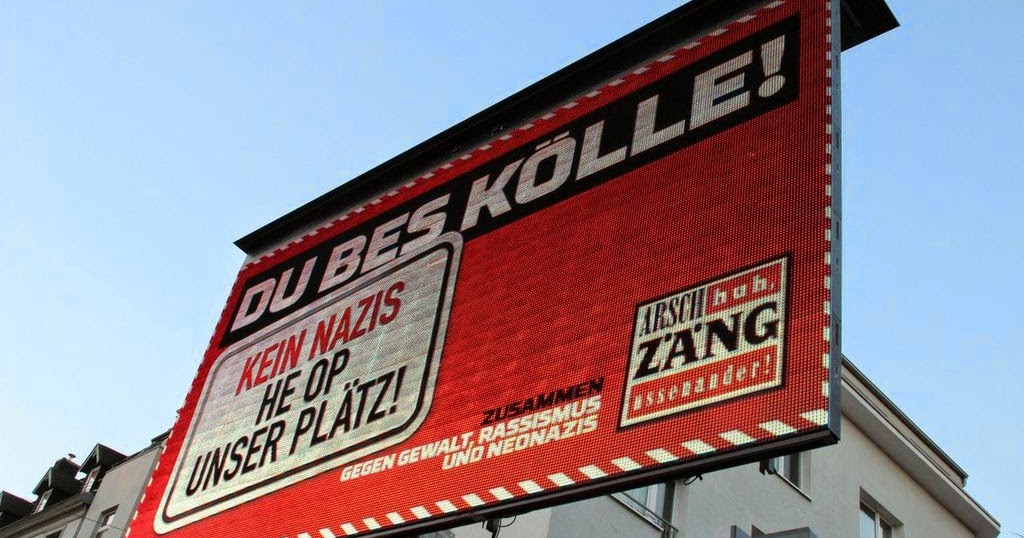 DU BES KÖLLE!
KEIN NAZIS
HE OP
UNSER PLÄTZ!
ZUSAMMEN
GEGEN GEWALT, RASSISMUS
UND NEONAZIS
ARSCH huh,
ZÄNG
ussenander!